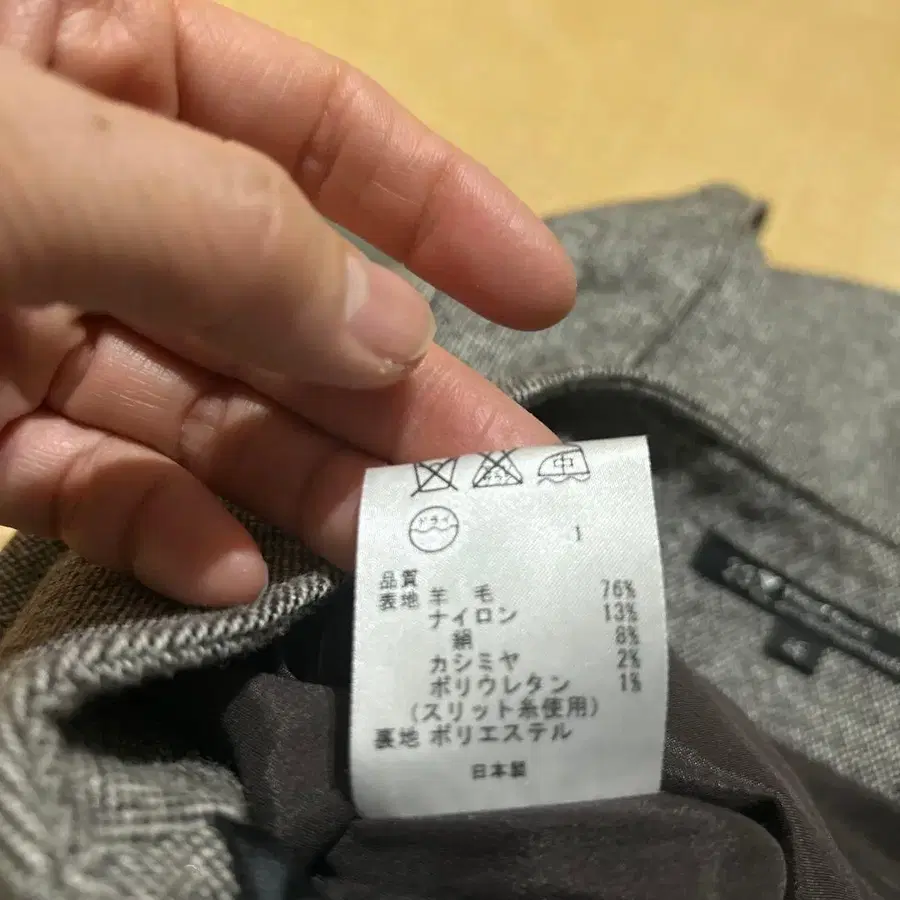 中
ドライ
品質
表地 羊 毛 76%
ナイロン 13%
絹 8%
カシミヤ 2%
ポリウレタン 1%
(スリット糸使用)
裏地 ポリエステル
日本製